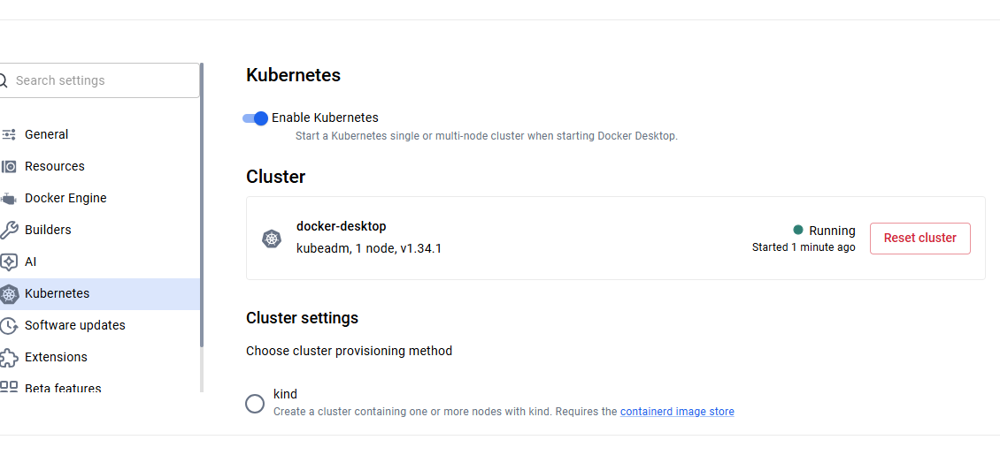 Search settings
General
Resources
Docker Engine
Builders
AI
Kubernetes
Software updates
Extensions
Beta features
Kubernetes
Enable Kubernetes
Start a Kubernetes single or multi-node cluster when starting Docker Desktop.
Cluster
docker-desktop
kubeadm, 1 node, v1.34.1
Running
Started 1 minute ago
Reset cluster
Cluster settings
Choose cluster provisioning method
kind
Create a cluster containing one or more nodes with kind. Requires the containerd image store